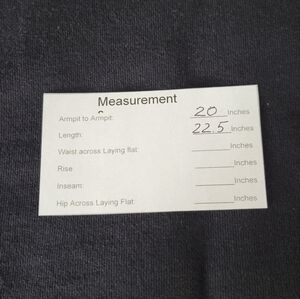 Measurements
Armpit to Armpit: 20 Inches
Length: 22.5 Inches
Waist across Laying flat: Inches
Rise Inches
Inseam: Inches
Hip Across Laying Flat: Inches